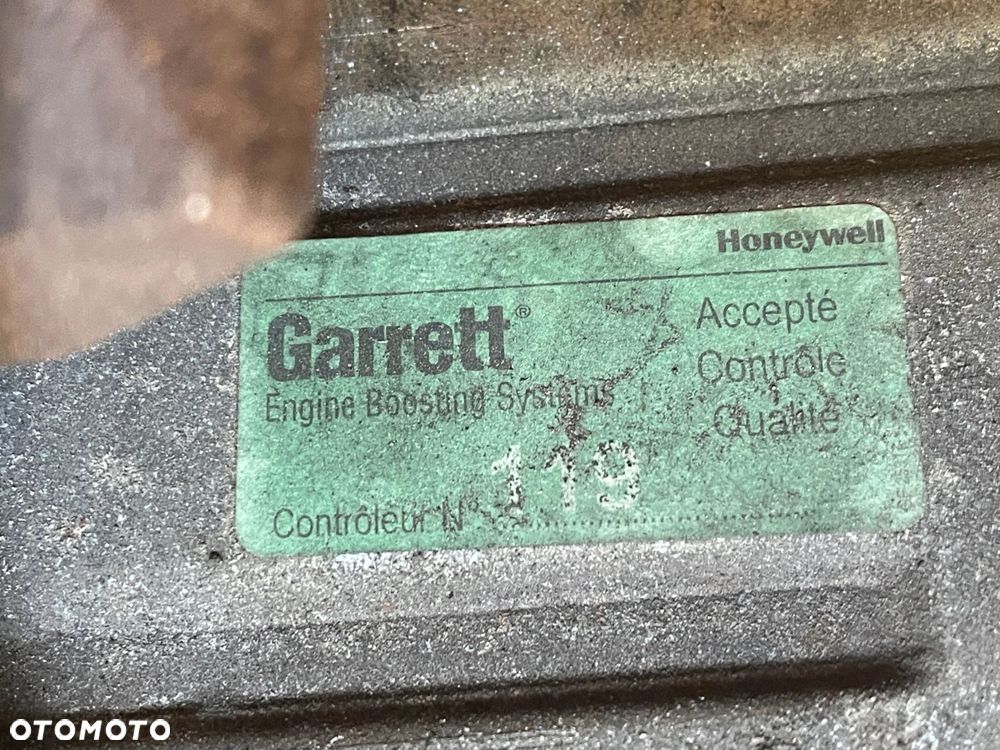 Honeywell
Garrett®
Engine Boosting Systems
Accepté
Contrôle
Qualité
119
Contrôleur N°
OTOMOTO